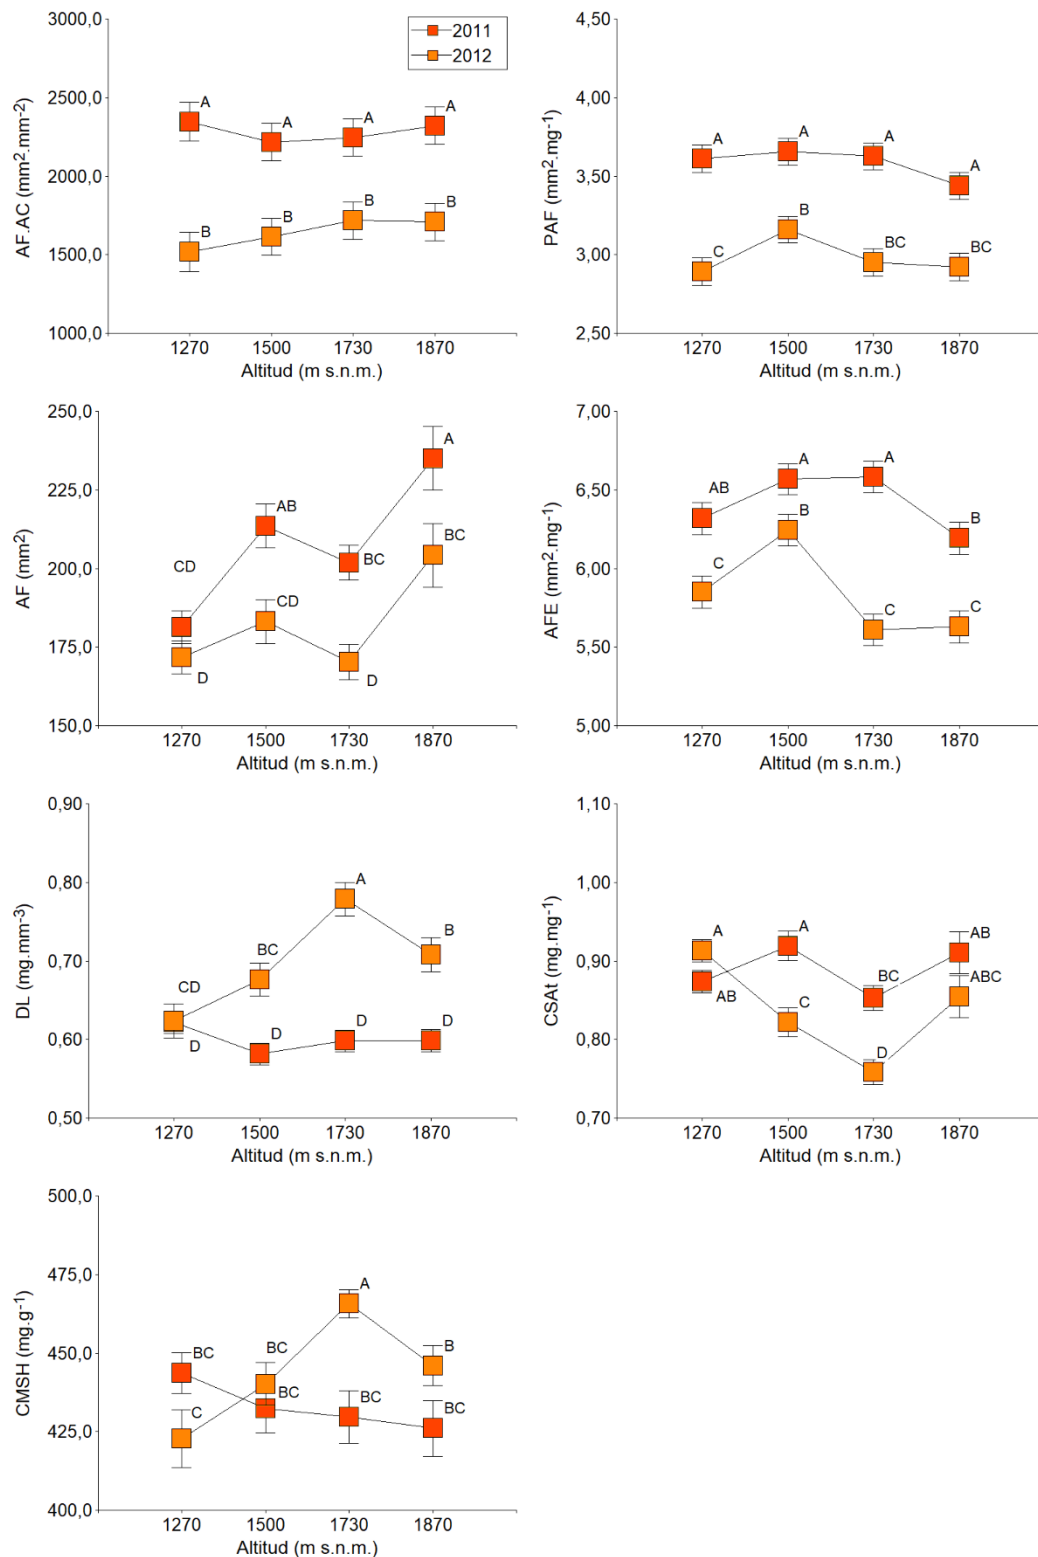 2011
2012
3000,0
2500,0
2000,0
1500,0
1000,0
AF.AC (mm².mm⁻²)
A
A
A
A
B
B
B
B
1270
1500
1730
1870
Altitud (m s.n.m.)
4,50
4,00
3,50
3,00
2,50
PAF (mm².mg⁻¹)
A
A
A
A
C
B
BC
BC
1270
1500
1730
1870
Altitud (m s.n.m.)
250,0
225,0
200,0
175,0
150,0
AF (mm²)
CD
AB
BC
A
D
CD
D
BC
1270
1500
1730
1870
Altitud (m s.n.m.)
7,00
6,50
6,00
5,50
5,00
AFE (mm².mg⁻¹)
AB
A
A
B
C
B
C
C
1270
1500
1730
1870
Altitud (m s.n.m.)
0,90
0,80
0,70
0,60
0,50
DL (mg.mm⁻³)
CD
BC
A
B
D
D
D
D
1270
1500
1730
1870
Altitud (m s.n.m.)
1,10
1,00
0,90
0,80
0,70
CSAt (mg.mg⁻¹)
A
A
BC
AB
AB
C
D
ABC
1270
1500
1730
1870
Altitud (m s.n.m.)
500,0
475,0
450,0
425,0
400,0
CMSH (mg.g⁻¹)
BC
BC
A
B
C
BC
BC
BC
1270
1500
1730
1870
Altitud (m s.n.m.)